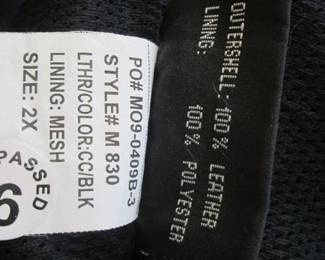 PO# MO9-0409B-3
STYLE# M 830
LTHR/COLOR:CC/BLK
LINING: MESH
SIZE: 2X
PASSED
6
OUTERSHELL: 100% LEATHER
LINING: 100% POLYESTER